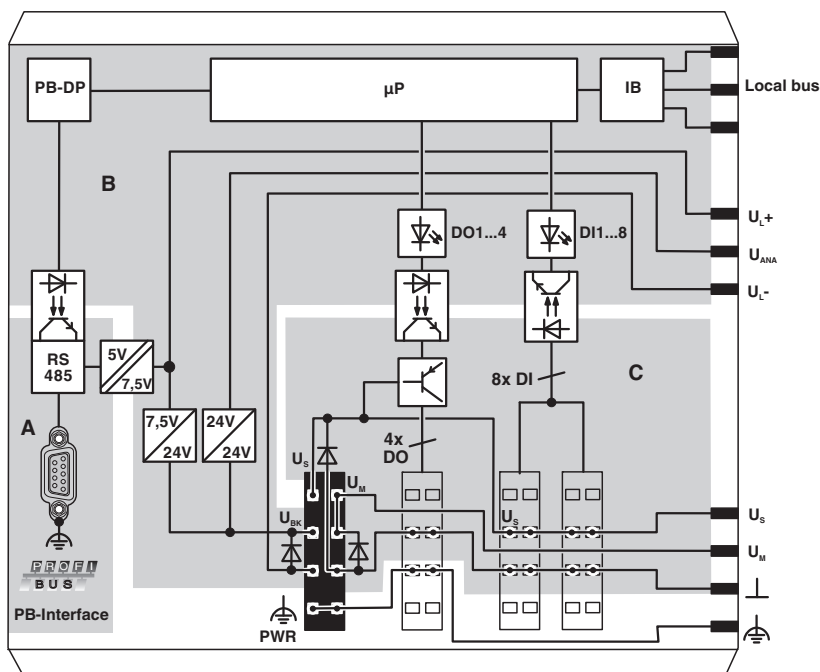 PB-DP
µP
IB
Local bus
B
U_L+
DO1...4
DI1...8
U_ANA
U_L-
RS
485
5V
7,5V
8x DI
C
A
7,5V
24V
24V
24V
4x
DO
U_S
U_M
U_BK
U_S
U_S
U_M
PROFI
BUS
PB-Interface
PWR